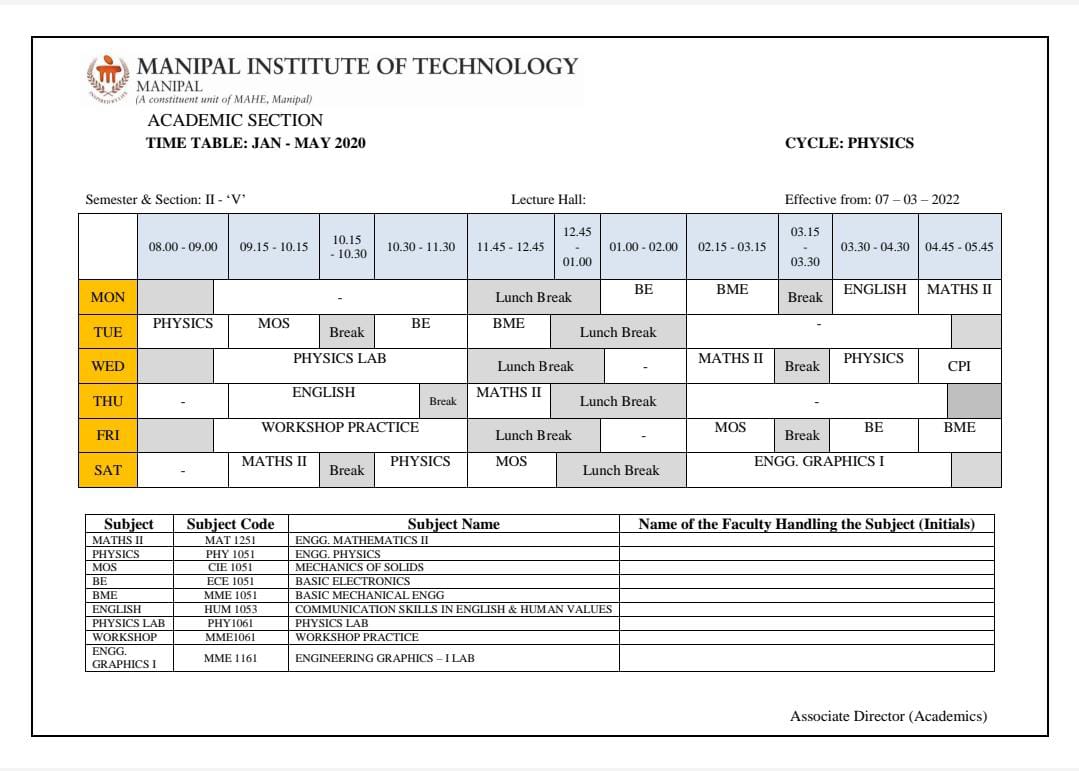 MANIPAL INSTITUTE OF TECHNOLOGY
MANIPAL
(A constituent unit of MAHE, Manipal)
INSPIRED BY LIFE
ACADEMIC SECTION
TIME TABLE: JAN - MAY 2020 CYCLE: PHYSICS
Semester & Section: II - ‘V’ Lecture Hall: Effective from: 07 – 03 – 2022
08.00 - 09.00 09.15 - 10.15 10.15 - 10.30 10.30 - 11.30 11.45 - 12.45 12.45 - 01.00 01.00 - 02.00 02.15 - 03.15 03.15 - 03.30 03.30 - 04.30 04.45 - 05.45
MON - Lunch Break BE BME Break ENGLISH MATHS II
TUE PHYSICS MOS Break BE BME Lunch Break -
WED PHYSICS LAB Lunch Break - MATHS II Break PHYSICS CPI
THU - ENGLISH Break MATHS II Lunch Break -
FRI WORKSHOP PRACTICE Lunch Break - MOS Break BE BME
SAT - MATHS II Break PHYSICS MOS Lunch Break ENGG. GRAPHICS I
Subject Subject Code Subject Name Name of the Faculty Handling the Subject (Initials)
MATHS II MAT 1251 ENGG. MATHEMATICS II
PHYSICS PHY 1051 ENGG. PHYSICS
MOS CIE 1051 MECHANICS OF SOLIDS
BE ECE 1051 BASIC ELECTRONICS
BME MME 1051 BASIC MECHANICAL ENGG
ENGLISH HUM 1053 COMMUNICATION SKILLS IN ENGLISH & HUMAN VALUES
PHYSICS LAB PHY1061 PHYSICS LAB
WORKSHOP MME1061 WORKSHOP PRACTICE
ENGG. GRAPHICS I MME 1161 ENGINEERING GRAPHICS – I LAB
Associate Director (Academics)